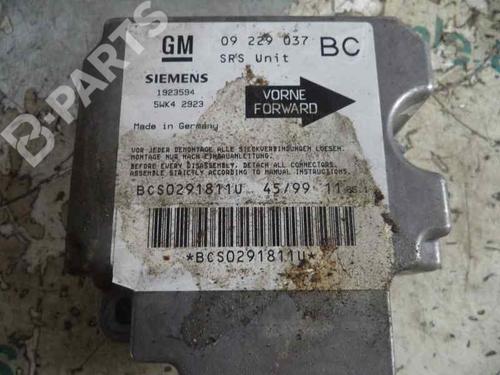 GM 09 229 037 BC
SRS Unit
SIEMENS
1923594
5WK4 2923
VORNE
FORWARD
Made in Germany
VOR JEDER DEMONTAGE ALLE STECKVERBINDUNGEN LOESEN.
MONTAGE NUR NACH EINBAUANLEITUNG.
BEFORE EVERY DISASSEMBLY, DETACH ALL CONNECTORS.
ASSEMBLE STRICTLY ACCORDING TO MANUAL INSTRUCTIONS.
BCS0291811U 45/99 11
*BCS0291811U*
B-PARTS